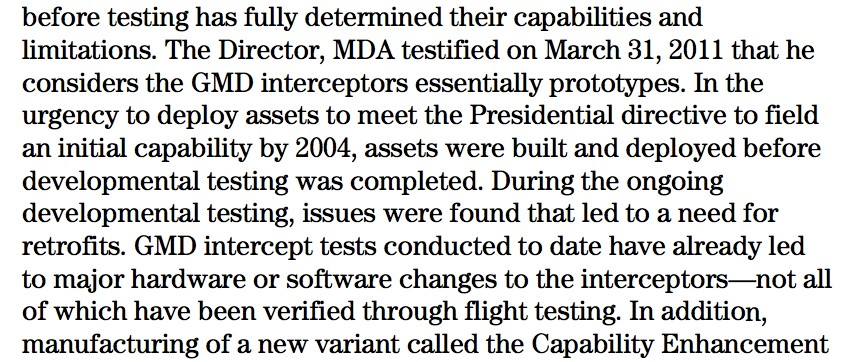 before testing has fully determined their capabilities and
limitations. The Director, MDA testified on March 31, 2011 that he
considers the GMD interceptors essentially prototypes. In the
urgency to deploy assets to meet the Presidential directive to field
an initial capability by 2004, assets were built and deployed before
developmental testing was completed. During the ongoing
developmental testing, issues were found that led to a need for
retrofits. GMD intercept tests conducted to date have already led
to major hardware or software changes to the interceptors—not all
of which have been verified through flight testing. In addition,
manufacturing of a new variant called the Capability Enhancement